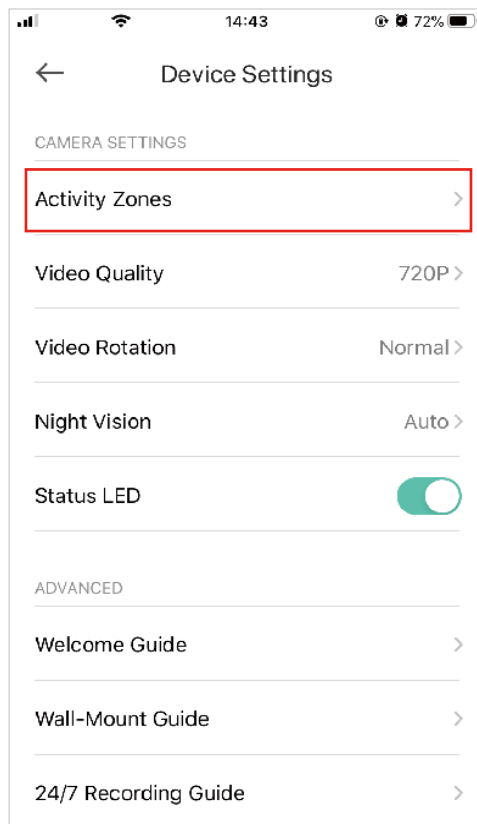 14:43 72%
Device Settings
CAMERA SETTINGS
Activity Zones
Video Quality 720P
Video Rotation Normal
Night Vision Auto
Status LED
ADVANCED
Welcome Guide
Wall-Mount Guide
24/7 Recording Guide